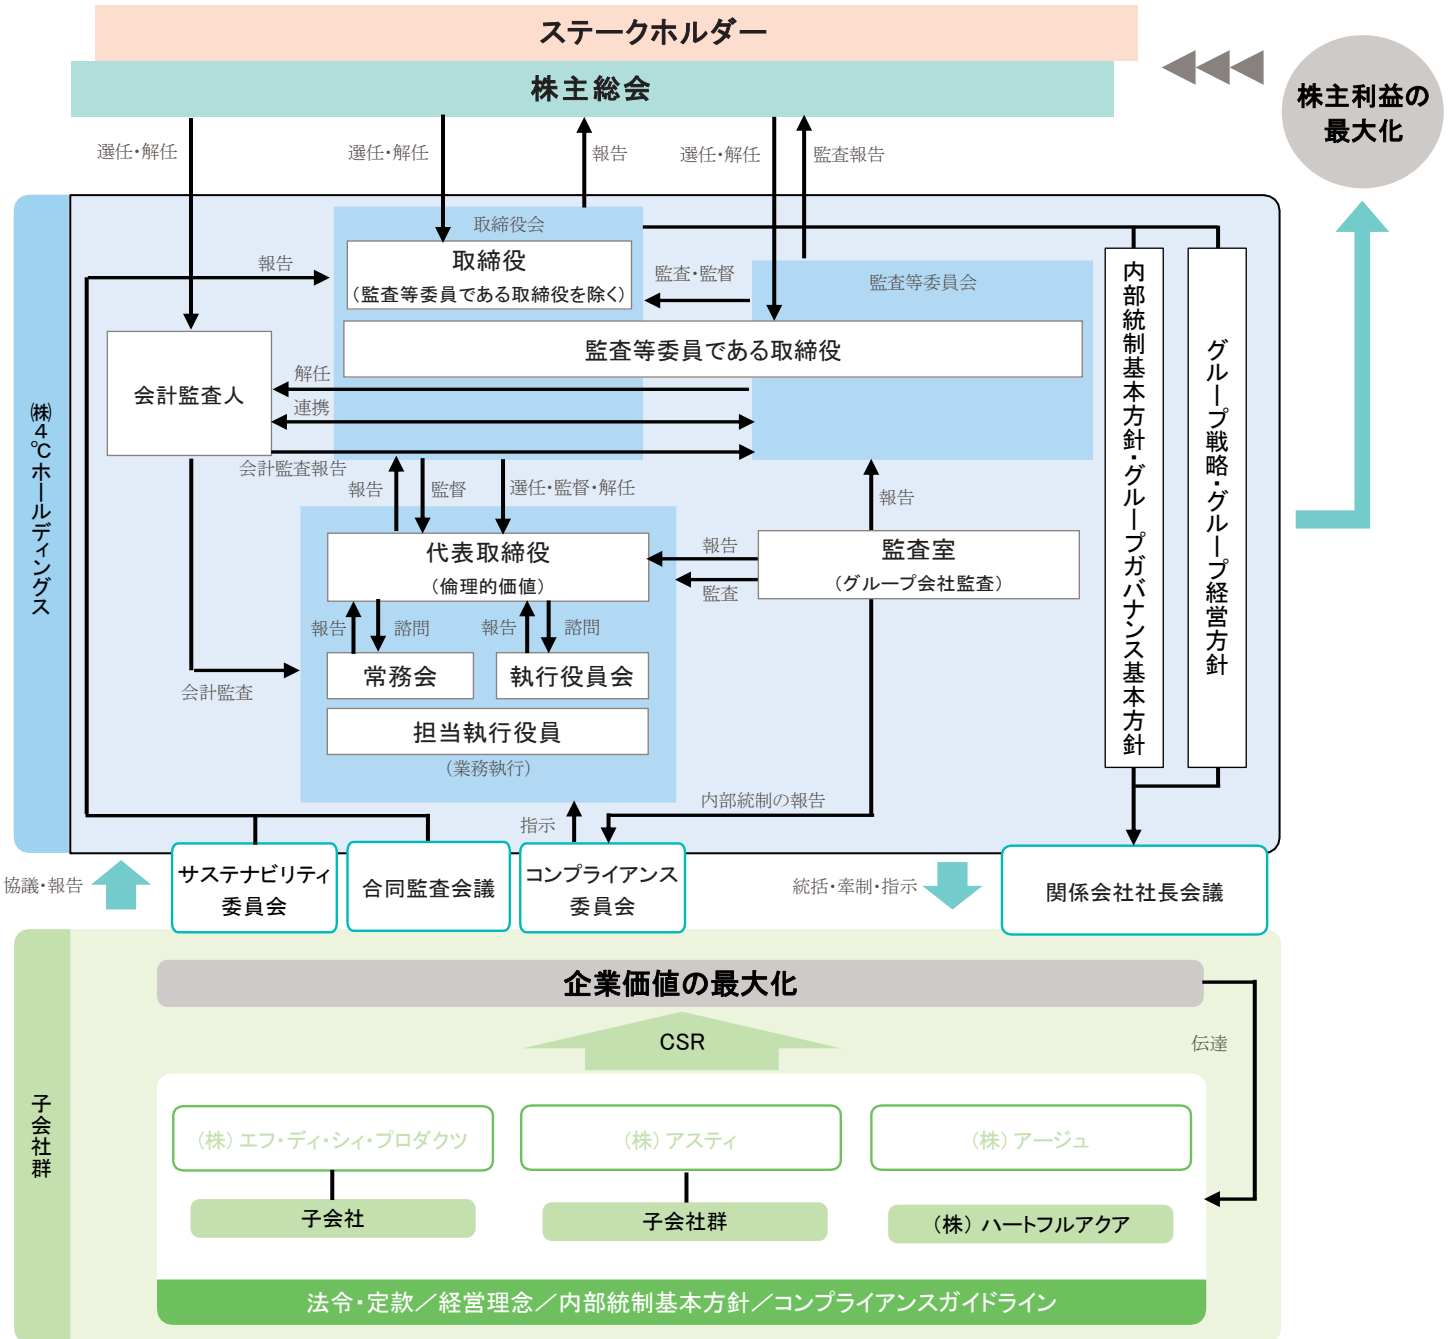 ステークホルダー
株主総会
株主利益の
最大化
選任・解任
選任・解任
報告
選任・解任
監査報告
㈱4℃ホールディングス
取締役会
取締役
（監査等委員である取締役を除く）
報告
監査・監督
監査等委員会
監査等委員である取締役
会計監査人
解任
連携
会計監査報告
内部統制基本方針・グループガバナンス基本方針
グループ戦略・グループ経営方針
報告
監督
選任・監督・解任
報告
代表取締役
（倫理的価値）
報告
監査
監査室
（グループ会社監査）
報告
諮問
報告
諮問
常務会
執行役員会
会計監査
担当執行役員
（業務執行）
内部統制の報告
指示
協議・報告
サステナビリティ
委員会
合同監査会議
コンプライアンス
委員会
統括・牽制・指示
関係会社社長会議
子会社群
企業価値の最大化
CSR
伝達
（株）エフ・ディ・シィ・プロダクツ
（株）アスティ
（株）アージュ
子会社
子会社群
（株）ハートフルアクア
法令・定款／経営理念／内部統制基本方針／コンプライアンスガイドライン